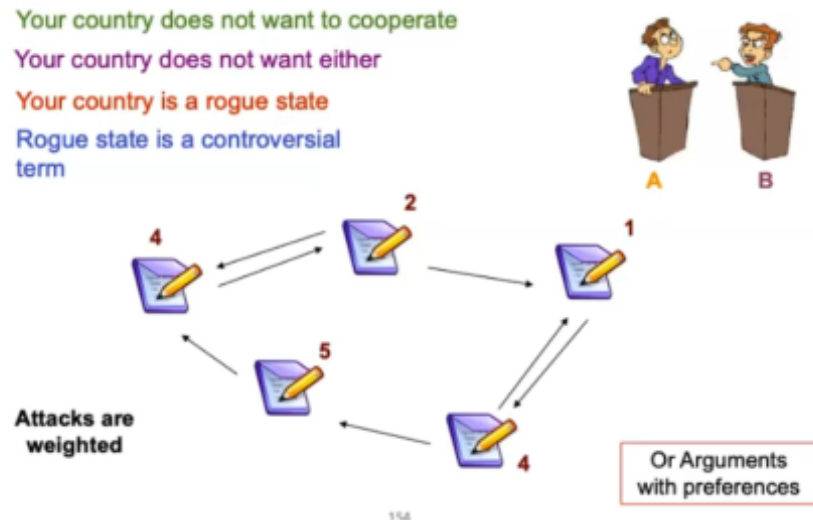 Your country does not want to cooperate
Your country does not want either
Your country is a rogue state
Rogue state is a controversial
term
A
B
2
4
1
5
Attacks are
weighted
4
Or Arguments
with preferences
154